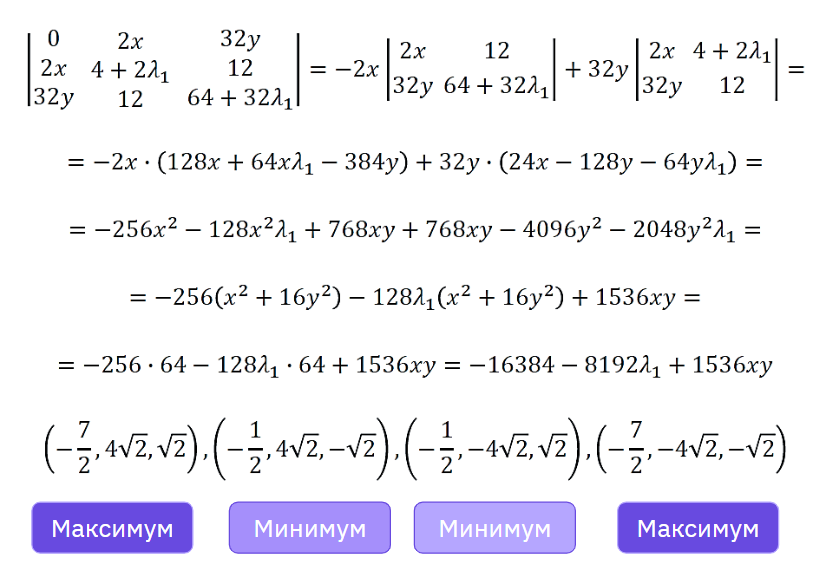 | 0 2x 32y |
| 2x 4 + 2λ₁ 12 | = −2x | 2x 12 | + 32y | 2x 4 + 2λ₁ | =
| 32y 12 64 + 32λ₁ | | 32y 64 + 32λ₁ | | 32y 12 |
= −2x · (128x + 64xλ₁ − 384y) + 32y · (24x − 128y − 64yλ₁) =
= −256x² − 128x²λ₁ + 768xy + 768xy − 4096y² − 2048y²λ₁ =
= −256(x² + 16y²) − 128λ₁(x² + 16y²) + 1536xy =
= −256 · 64 − 128λ₁ · 64 + 1536xy = −16384 − 8192λ₁ + 1536xy
(−7/2, 4√2, √2), (−1/2, 4√2, −√2), (−1/2, −4√2, √2), (−7/2, −4√2, −√2)
Максимум Минимум Минимум Максимум